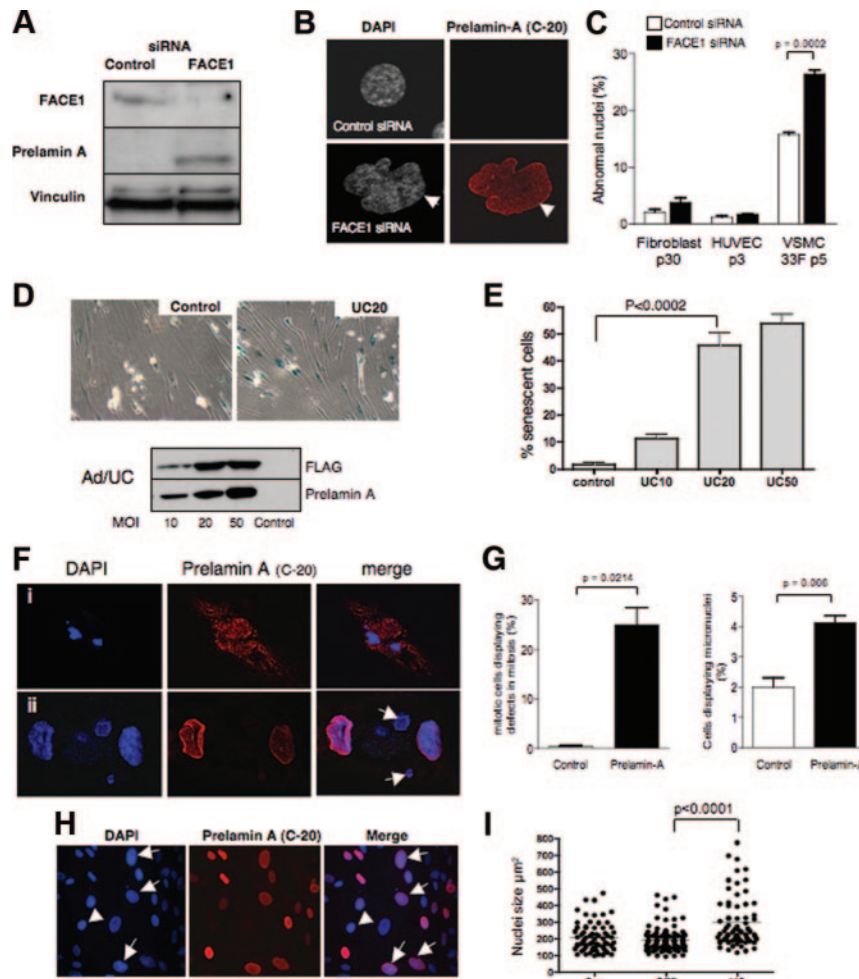 A
siRNA
Control FACE1
FACE1
Prelamin A
Vinculin
B
DAPI Prelamin-A (C-20)
Control siRNA
FACE1 siRNA
C
Control siRNA
FACE1 siRNA
p = 0.0002
Abnormal nuclei (%)
30
20
10
0
Fibroblast p30
HUVEC p3
VSMC 33F p5
D
Control UC20
Ad/UC
FLAG
Prelamin A
MOI 10 20 50 Control
E
P<0.0002
% senescent cells
60
50
40
30
20
10
0
control UC10 UC20 UC50
F
DAPI Prelamin A (C-20) merge
i
ii
G
p = 0.0214
mitotic cells displaying defects in mitosis (%)
30
20
10
0
Control Prelamin-A
p = 0.006
Cells displaying micronuclei (%)
6
5
4
3
2
1
0
Control Prelamin-A
H
DAPI Prelamin A (C-20) Merge
I
p<0.0001
Nuclei size µm²
800
700
600
500
400
300
200
100
0